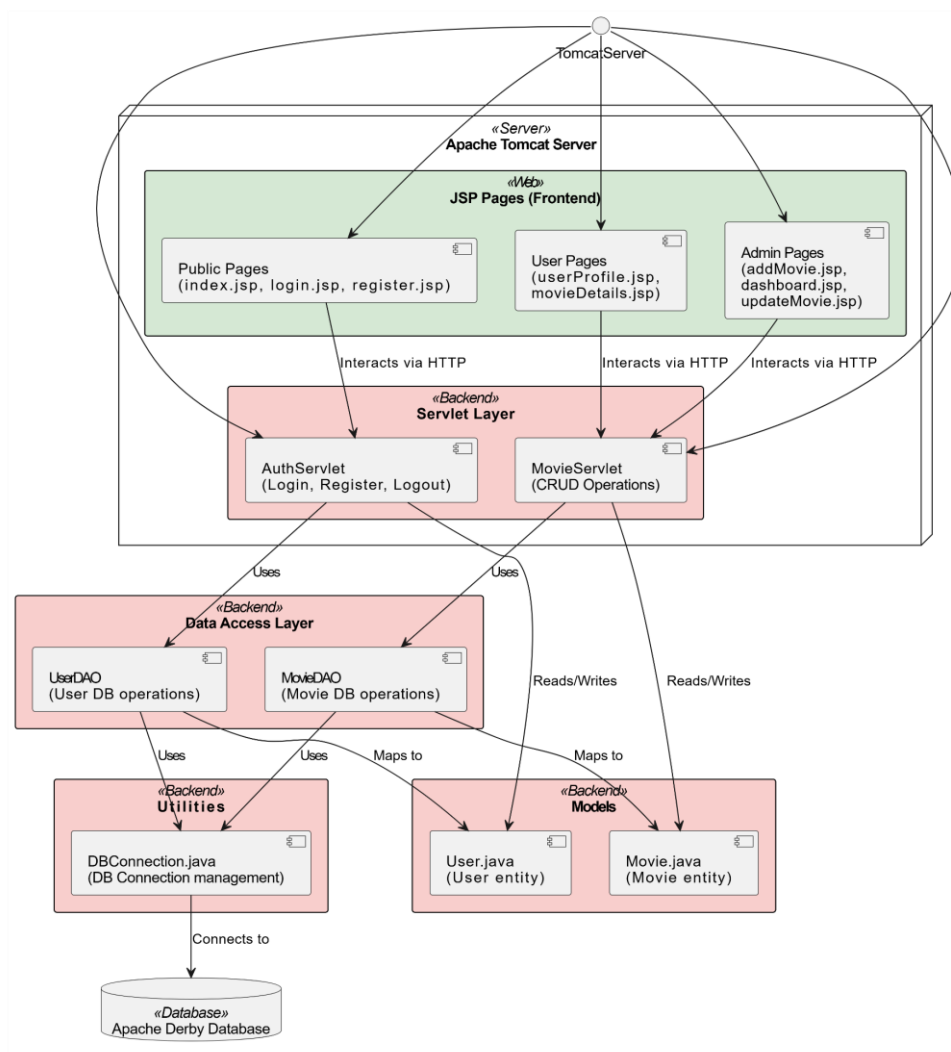 TomcatServer
«Server»
Apache Tomcat Server
«Web»
JSP Pages (Frontend)
Public Pages
(index.jsp, login.jsp, register.jsp)
User Pages
(userProfile.jsp,
movieDetails.jsp)
Admin Pages
(addMovie.jsp,
dashboard.jsp,
updateMovie.jsp)
Interacts via HTTP
Interacts via HTTP
Interacts via HTTP
«Backend»
Servlet Layer
AuthServlet
(Login, Register, Logout)
MovieServlet
(CRUD Operations)
Uses
Uses
«Backend»
Data Access Layer
UserDAO
(User DB operations)
MovieDAO
(Movie DB operations)
Reads/Writes
Reads/Writes
Uses
Uses
Maps to
Maps to
«Backend»
Utilities
DBConnection.java
(DB Connection management)
«Backend»
Models
User.java
(User entity)
Movie.java
(Movie entity)
Connects to
«Database»
Apache Derby Database